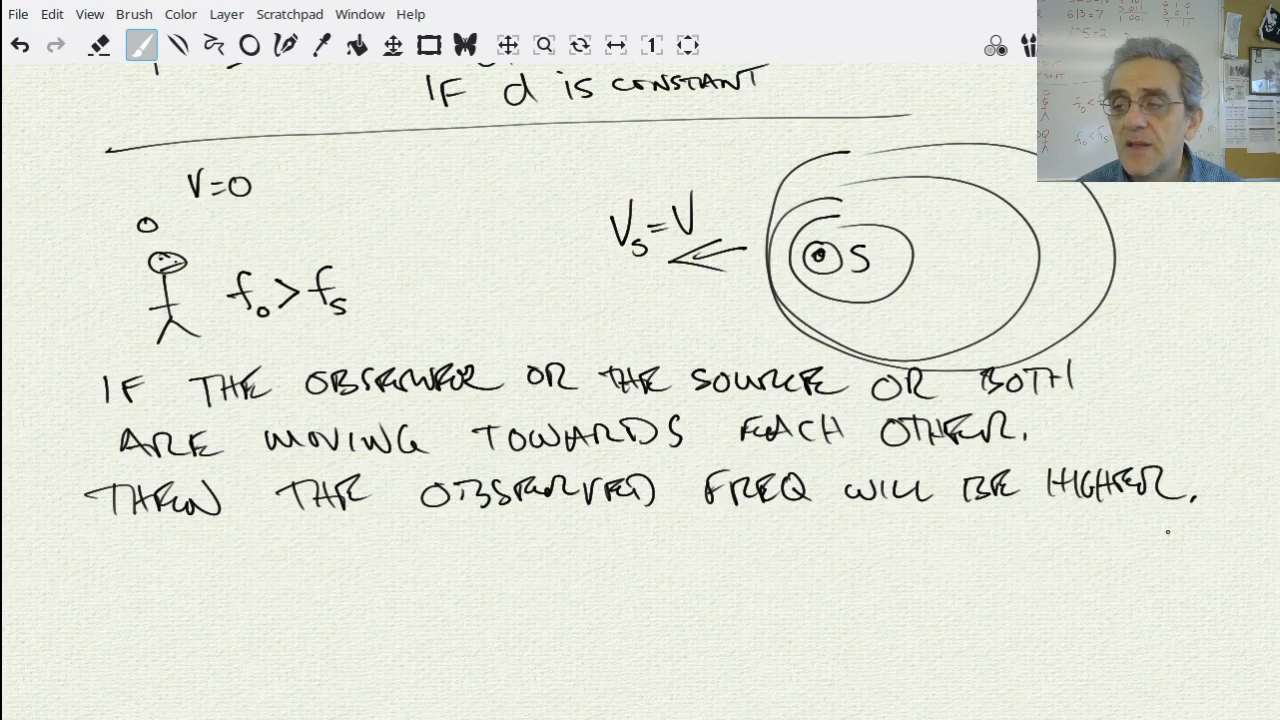 File Edit View Brush Color Layer Scratchpad Window Help
1
IF d IS CONSTANT
V=0
O
fo > fs
Vs = V
S
IF THE OBSERVER OR THE SOURCE OR BOTH
ARE MOVING TOWARDS EACH OTHER.
THEN THE OBSERVED FREQ WILL BE HIGHER.